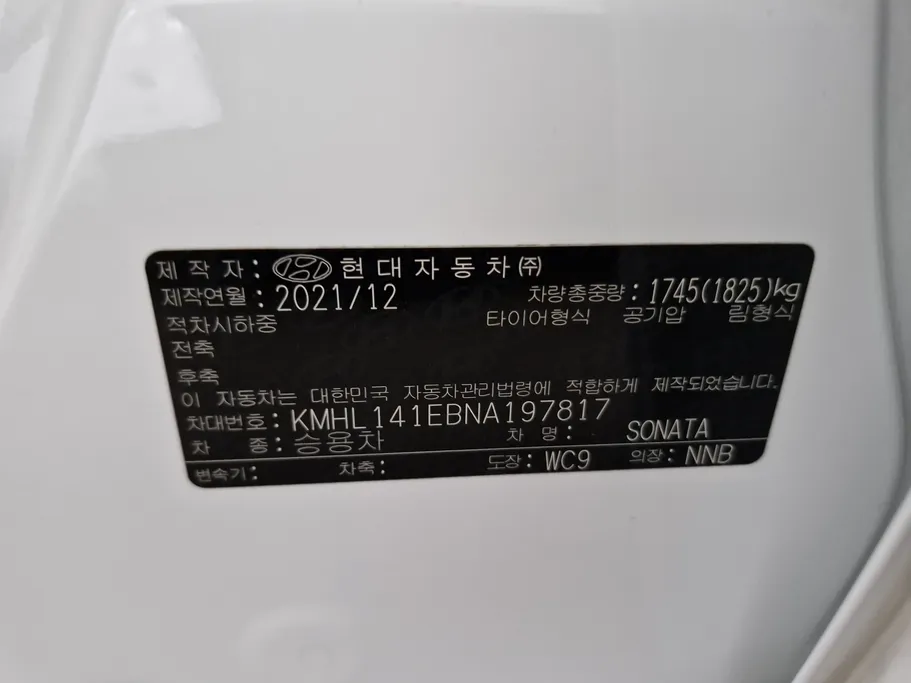 제 작 자 : 현대자동차㈜
제작연월 : 2021/12 차량총중량 : 1745(1825)kg
적차시하중 타이어형식 공기압 림형식
전축
후축
이 자동차는 대한민국 자동차관리법령에 적합하게 제작되었습니다.
차대번호 : KMHL141EBNA197817
차 종 : 승용차 차 명 : SONATA
변속기 : 차축 : 도장 : WC9 의장 : NNB